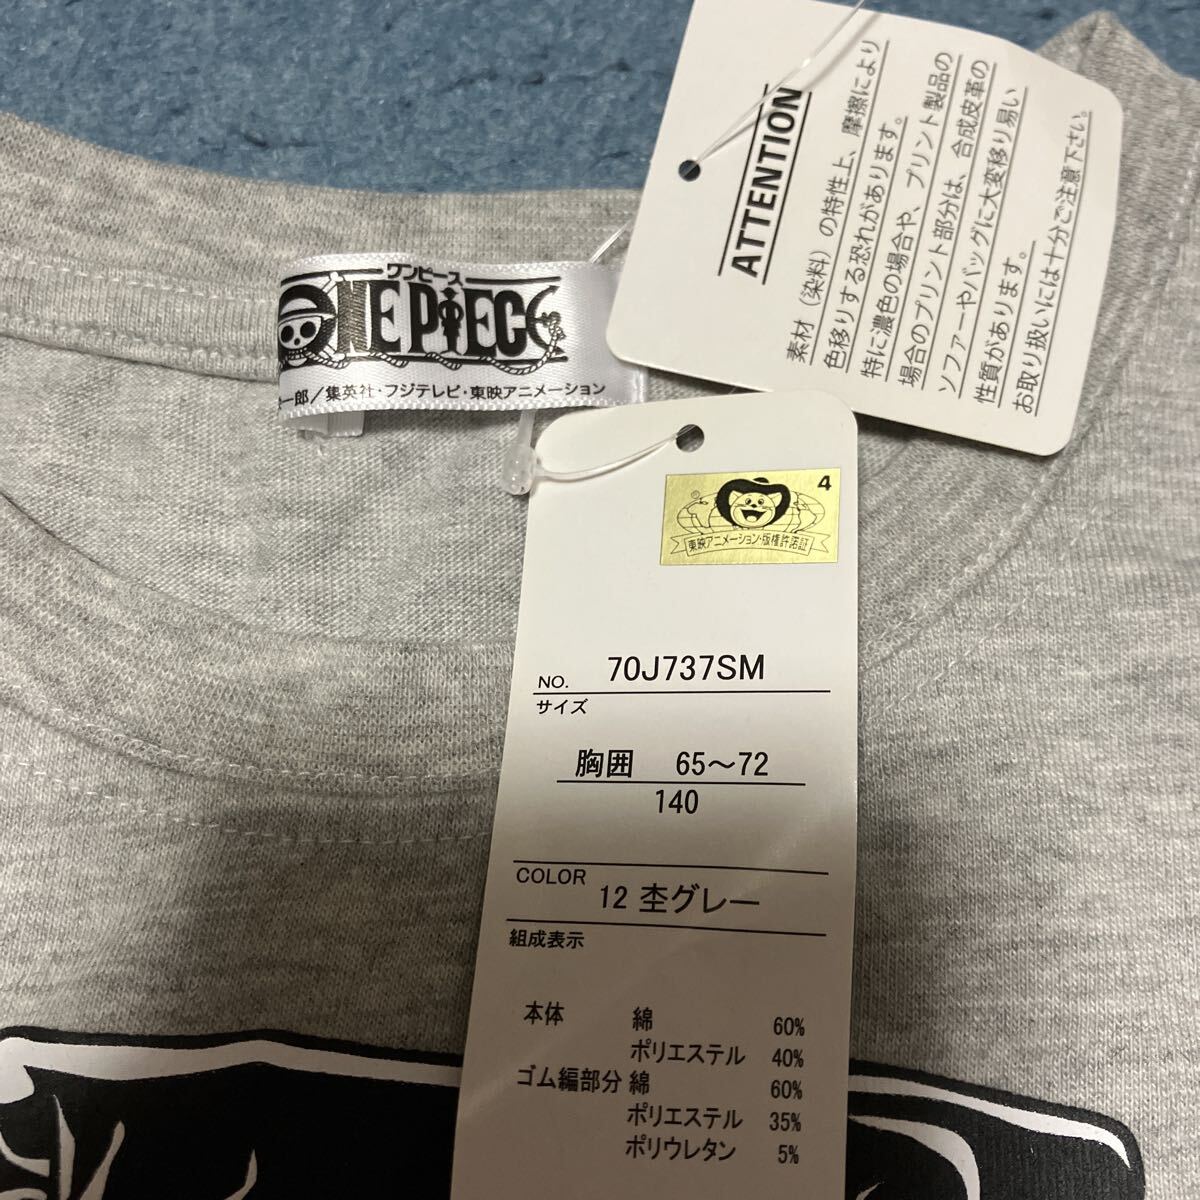 ワンピース
ONE PIECE
一郎／集英社・フジテレビ・東映アニメーション
ATTENTION
素材（染料）の特性上、摩擦により
色移りする恐れがあります。
特に濃色の場合や、プリント製品の
場合のプリント部分は、合成皮革の
ソファーやバッグに大変移り易い
性質があります。
お取り扱いには十分ご注意下さい。
4
®
東映アニメーション・版権許諾証
NO. 70J737SM
サイズ
胸囲 65～72
140
COLOR 12 杢グレー
組成表示
本体 綿 60%
ポリエステル 40%
ゴム編部分 綿 60%
ポリエステル 35%
ポリウレタン 5%